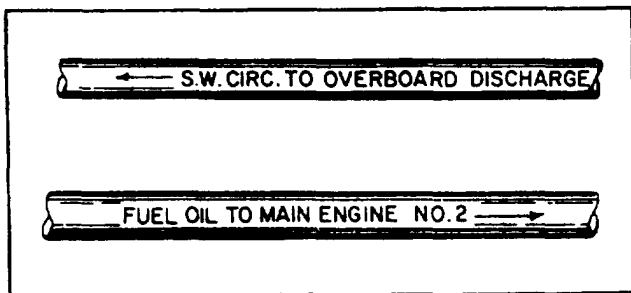 S.W. CIRC. TO OVERBOARD DISCHARGE
FUEL OIL TO MAIN ENGINE NO. 2